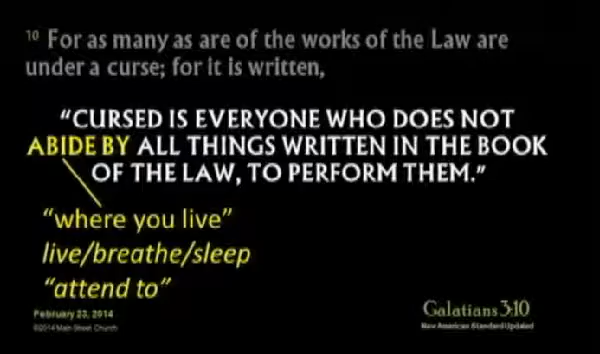 10 For as many as are of the works of the Law are
under a curse; for it is written,
"CURSED IS EVERYONE WHO DOES NOT
ABIDE BY ALL THINGS WRITTEN IN THE BOOK
OF THE LAW, TO PERFORM THEM."
"where you live"
live/breathe/sleep
"attend to"
February 23, 2014
©2014 Main Street Church
Galatians 3:10
New American Standard Updated